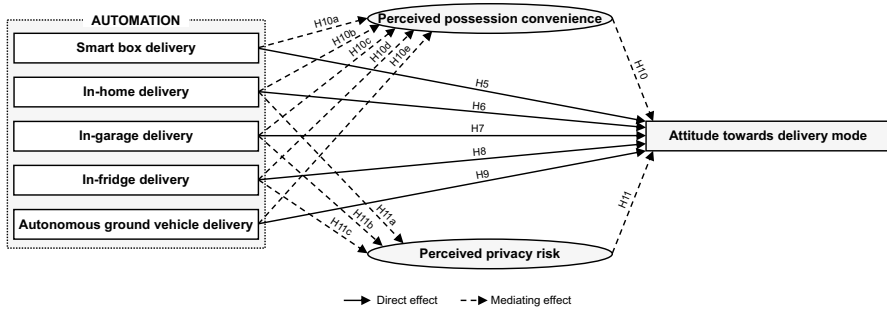 AUTOMATION
Smart box delivery
In-home delivery
In-garage delivery
In-fridge delivery
Autonomous ground vehicle delivery
Perceived possession convenience
Attitude towards delivery mode
Perceived privacy risk
H10a
H10b
H10c
H10d
H10e
H10
H5
H6
H7
H8
H9
H11a
H11b
H11c
H11
Direct effect
Mediating effect